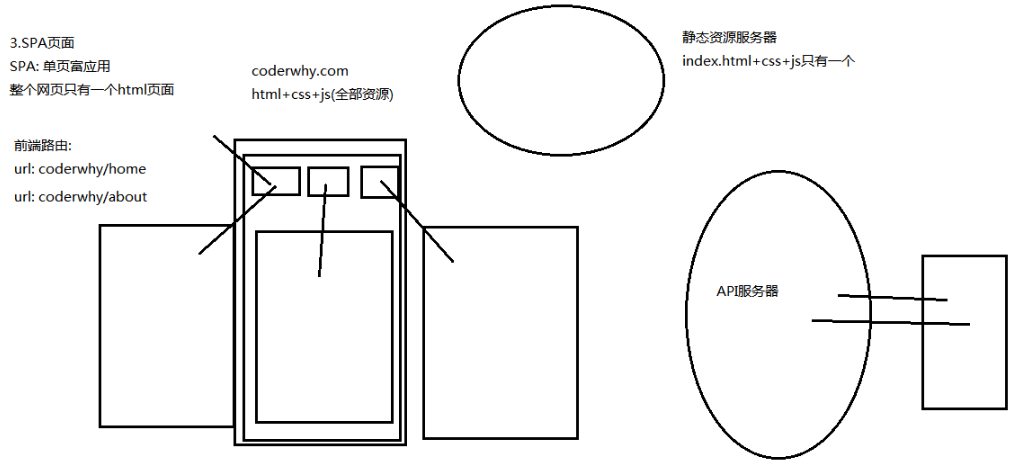 3.SPA页面
SPA: 单页富应用
整个网页只有一个html页面
前端路由:
url: coderwhy/home
url: coderwhy/about
coderwhy.com
html+css+js(全部资源)
静态资源服务器
index.html+css+js只有一个
API服务器